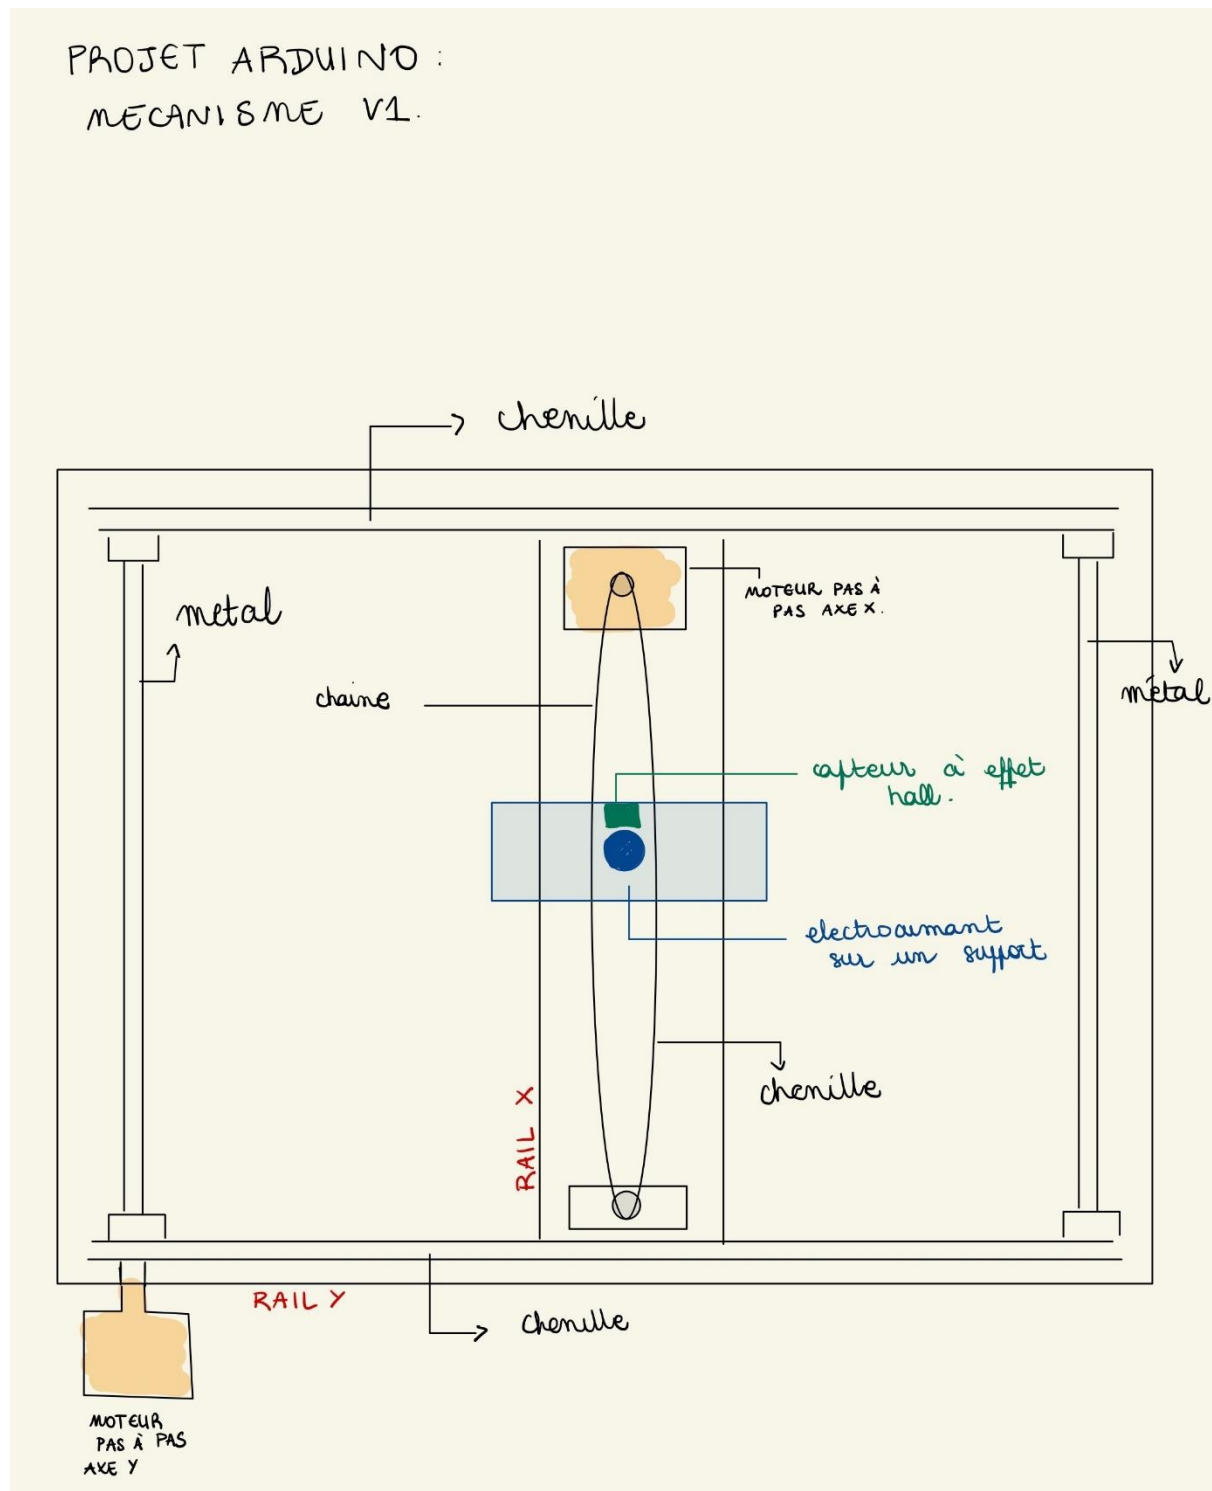 PROJET ARDUINO :
MECANISME V1.
chenille
MOTEUR PAS À
PAS AXE X.
metal
chaine
métal
capteur à effet
hall.
electroaimant
sur un support
chenille
RAIL X
RAIL Y
chenille
MOTEUR
PAS À PAS
AXE Y